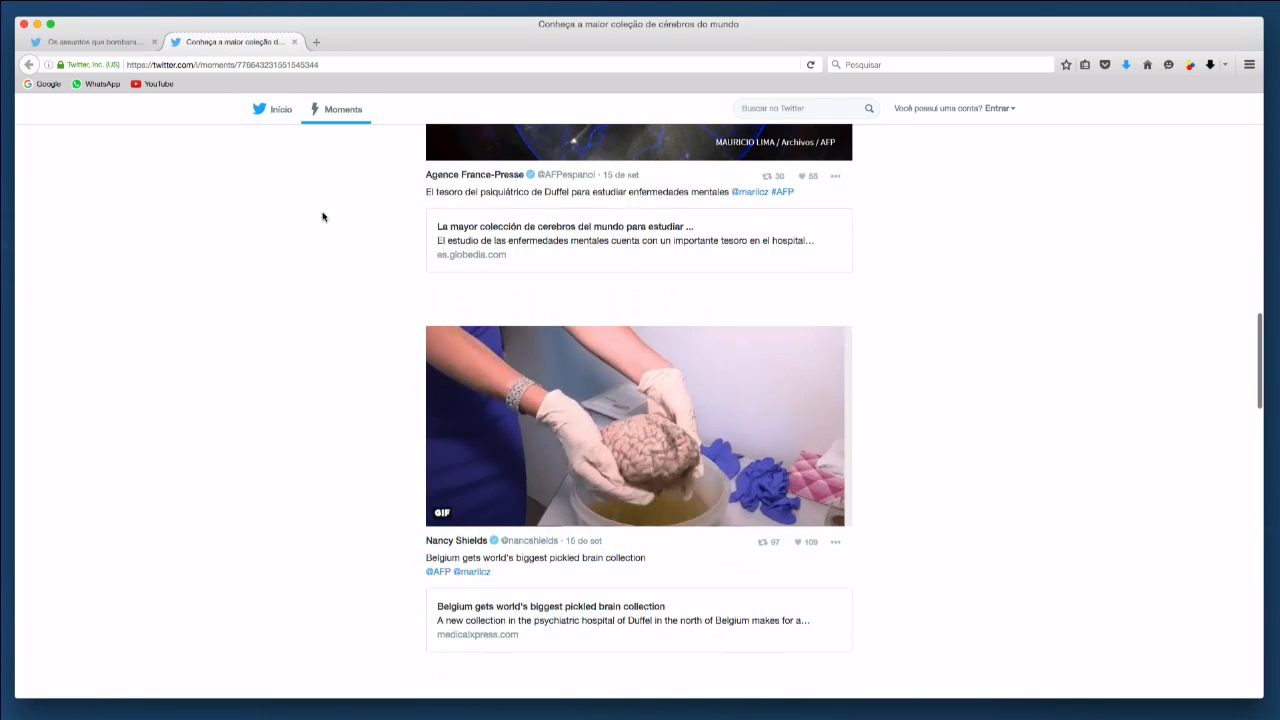 Conheça a maior coleção de cérebros do mundo
Os assuntos que bombara...
Conheça a maior coleção d...
Twitter, Inc. (US)
https://twitter.com/i/moments/776643231551545344
Pesquisar
Google
WhatsApp
YouTube
Início
Moments
Buscar no Twitter
Você possui uma conta? Entrar
MAURICIO LIMA / Archivos / AFP
Agence France-Presse @AFPespanol · 15 de set
30
55
El tesoro del psiquiátrico de Duffel para estudiar enfermedades mentales @mariicz #AFP
La mayor colección de cerebros del mundo para estudiar ...
El estudio de las enfermedades mentales cuenta con un importante tesoro en el hospital...
es.globedia.com
GIF
Nancy Shields @nancshields · 15 de set
97
109
Belgium gets world's biggest pickled brain collection
@AFP @mariicz
Belgium gets world's biggest pickled brain collection
A new collection in the psychiatric hospital of Duffel in the north of Belgium makes for a...
medicalxpress.com